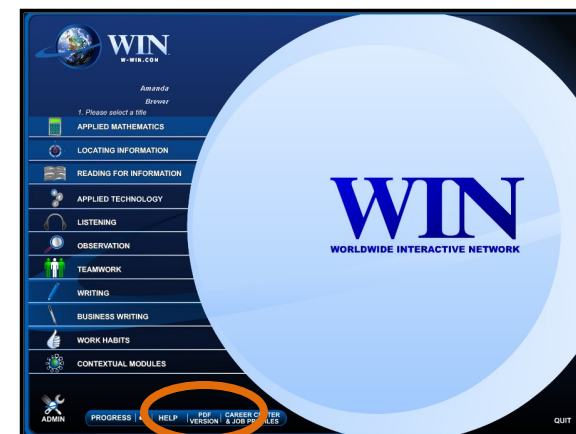 WIN
W-WIN.COM
Amanda
Brewer
1. Please select a title
APPLIED MATHEMATICS
LOCATING INFORMATION
READING FOR INFORMATION
APPLIED TECHNOLOGY
LISTENING
OBSERVATION
TEAMWORK
WRITING
BUSINESS WRITING
WORK HABITS
CONTEXTUAL MODULES
WIN
WORLDWIDE INTERACTIVE NETWORK
ADMIN
PROGRESS
HELP
PDF
VERSION
CAREER CENTER
& JOB PROFILES
QUIT